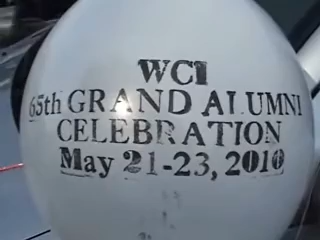 WCI
65th GRAND ALUMNI
CELEBRATION
May 21-23, 2010